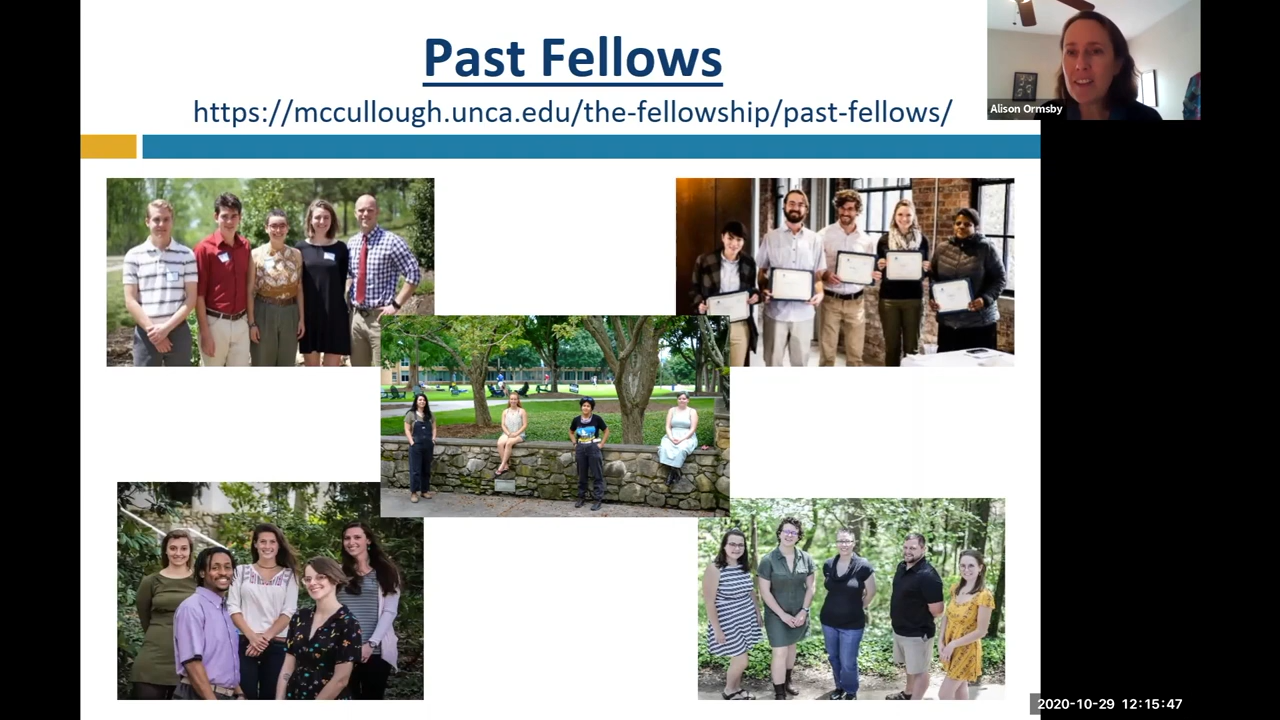 Past Fellows
https://mccullough.unca.edu/the-fellowship/past-fellows/
Alison Ormsby
2020-10-29 12:15:47